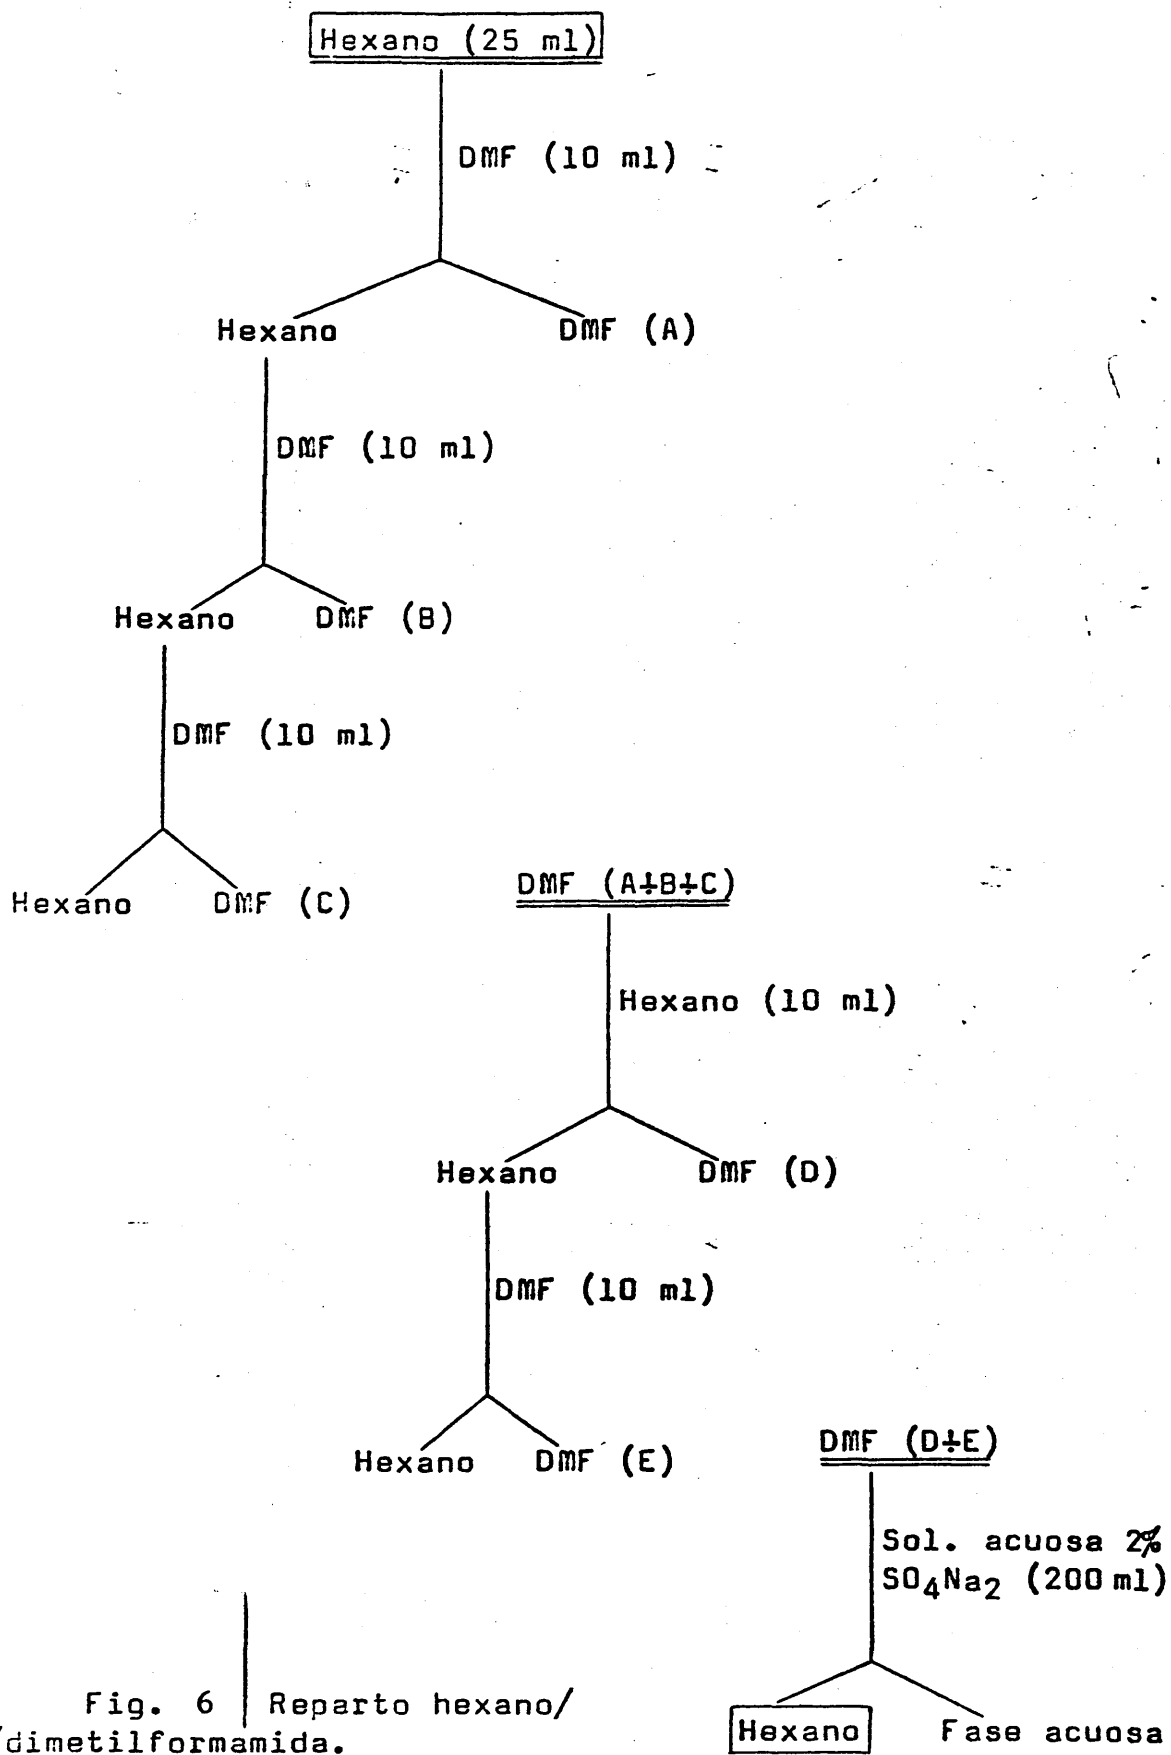 Hexano (25 ml)
DMF (10 ml)
Hexano DMF (A)
DMF (10 ml)
Hexano DMF (B)
DMF (10 ml)
Hexano DMF (C)
DMF (A+B+C)
Hexano (10 ml)
Hexano DMF (D)
DMF (10 ml)
Hexano DMF (E)
DMF (D+E)
Sol. acuosa 2%
SO4Na2 (200 ml)
Hexano Fase acuosa
Fig. 6 Reparto hexano/
/dimetilformamida.